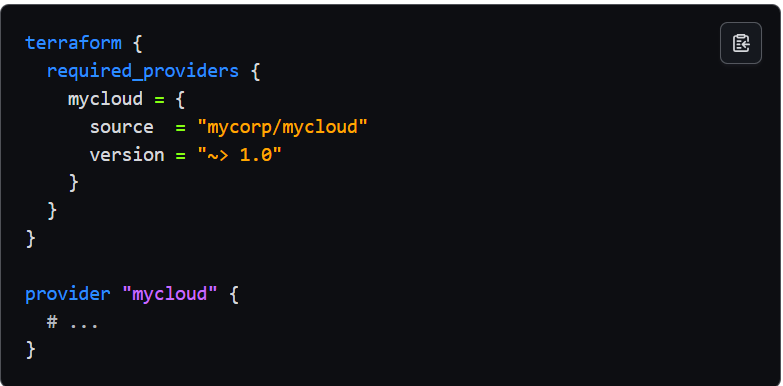 terraform {
  required_providers {
    mycloud = {
      source  = "mycorp/mycloud"
      version = "~> 1.0"
    }
  }
}

provider "mycloud" {
  # ...
}